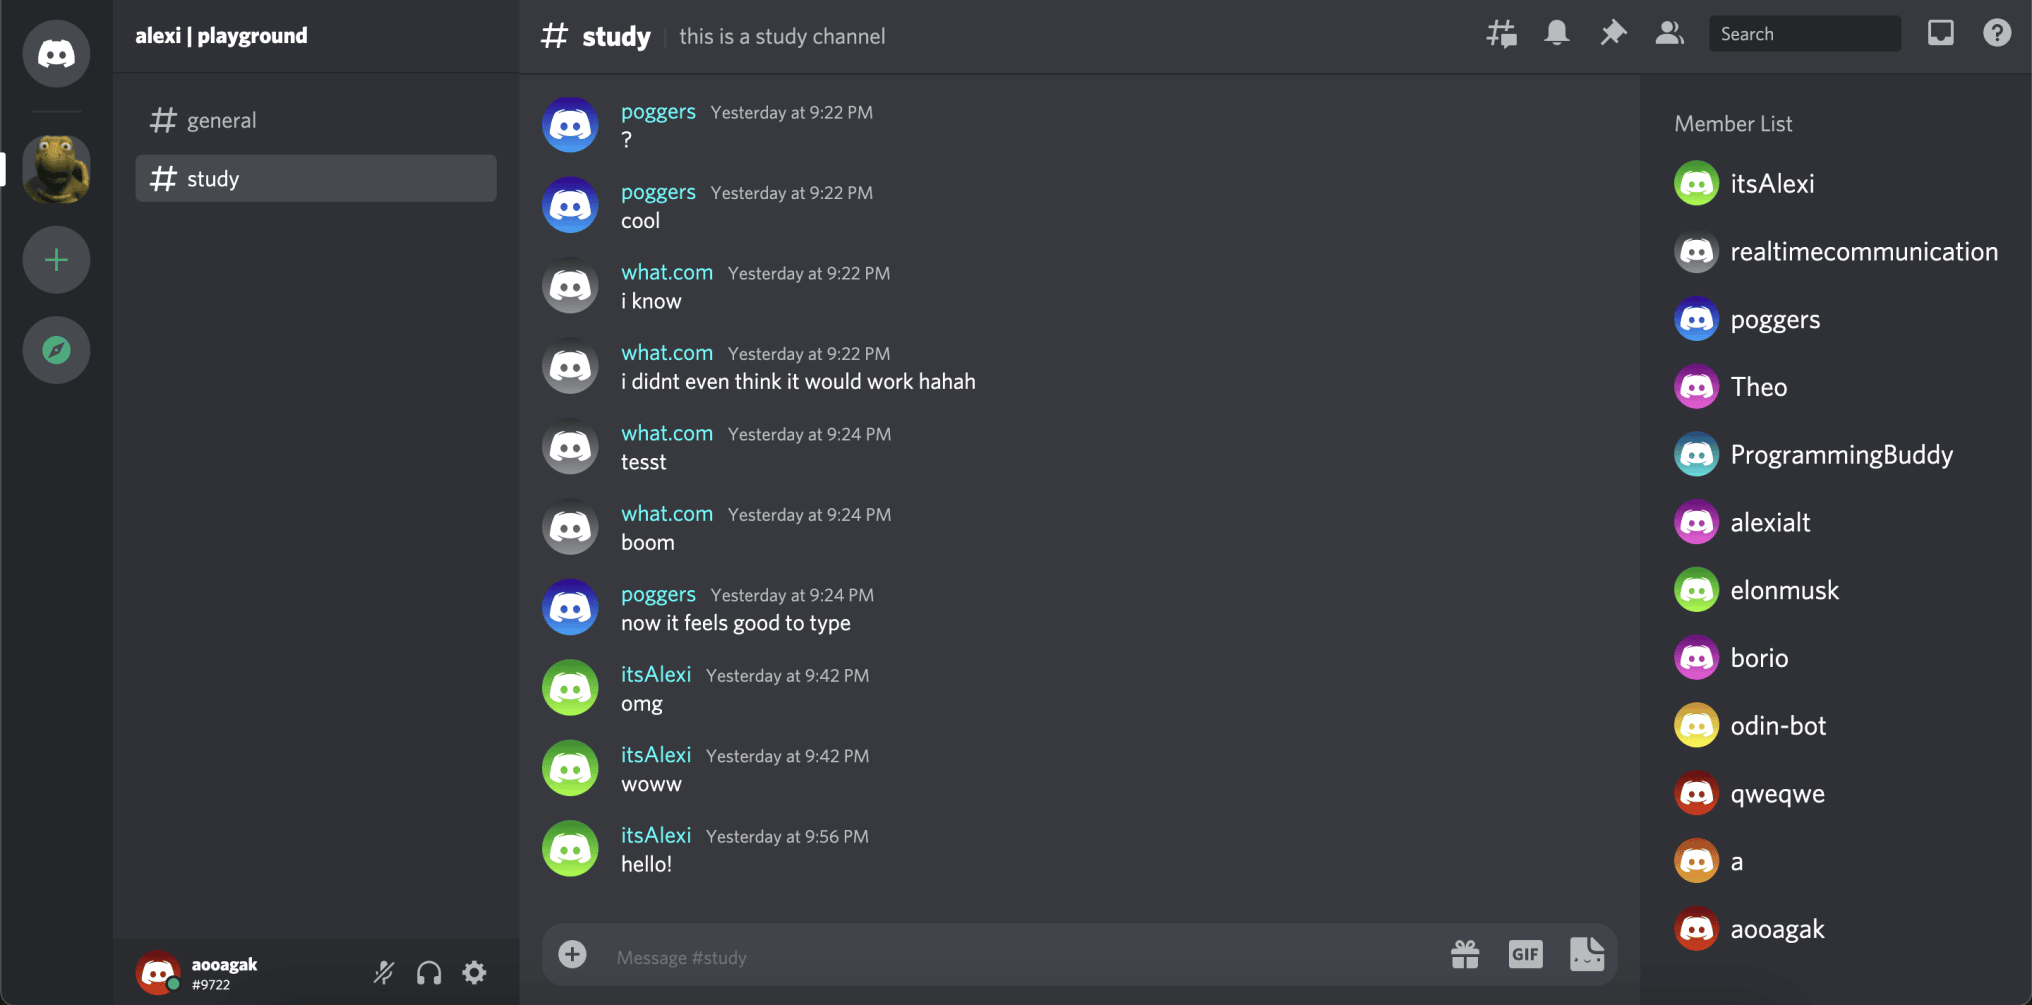 alexi | playground
general
study
aooagak
#9722
study
this is a study channel
Search
poggers Yesterday at 9:22 PM
?
poggers Yesterday at 9:22 PM
cool
what.com Yesterday at 9:22 PM
i know
what.com Yesterday at 9:22 PM
i didnt even think it would work hahah
what.com Yesterday at 9:24 PM
tesst
what.com Yesterday at 9:24 PM
boom
poggers Yesterday at 9:24 PM
now it feels good to type
itsAlexi Yesterday at 9:42 PM
omg
itsAlexi Yesterday at 9:42 PM
woww
itsAlexi Yesterday at 9:56 PM
hello!
Message #study
GIF
Member List
itsAlexi
realtimecommunication
poggers
Theo
ProgrammingBuddy
alexialt
elonmusk
borio
odin-bot
qweqwe
a
aooagak